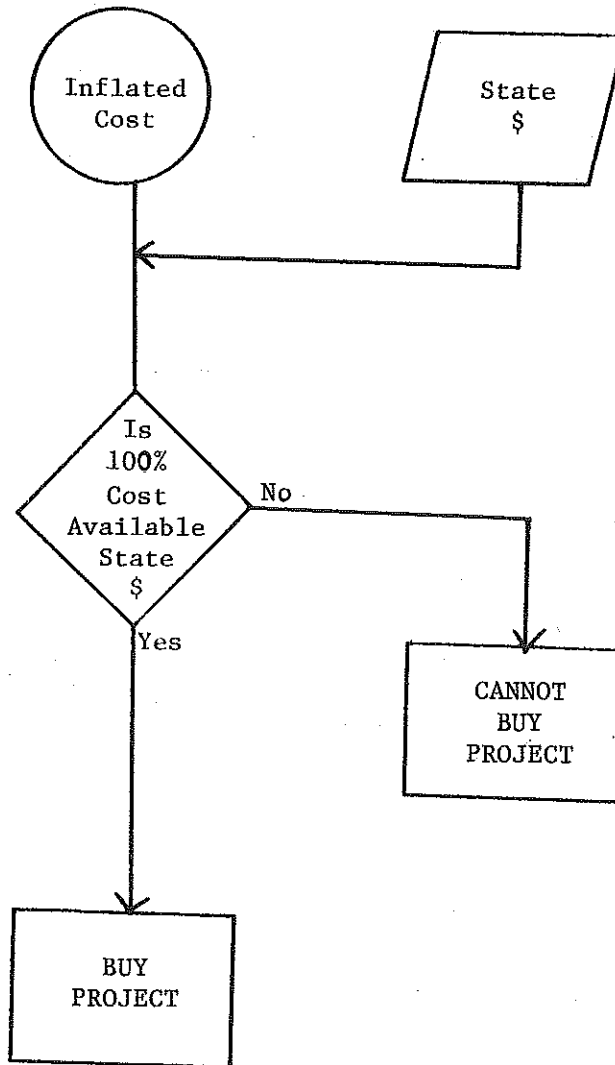 Inflated
Cost
State
$
Is
100%
Cost
Available
State
$
No
Yes
CANNOT
BUY
PROJECT
BUY
PROJECT